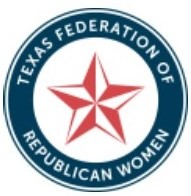 TEXAS FEDERATION OF
REPUBLICAN WOMEN